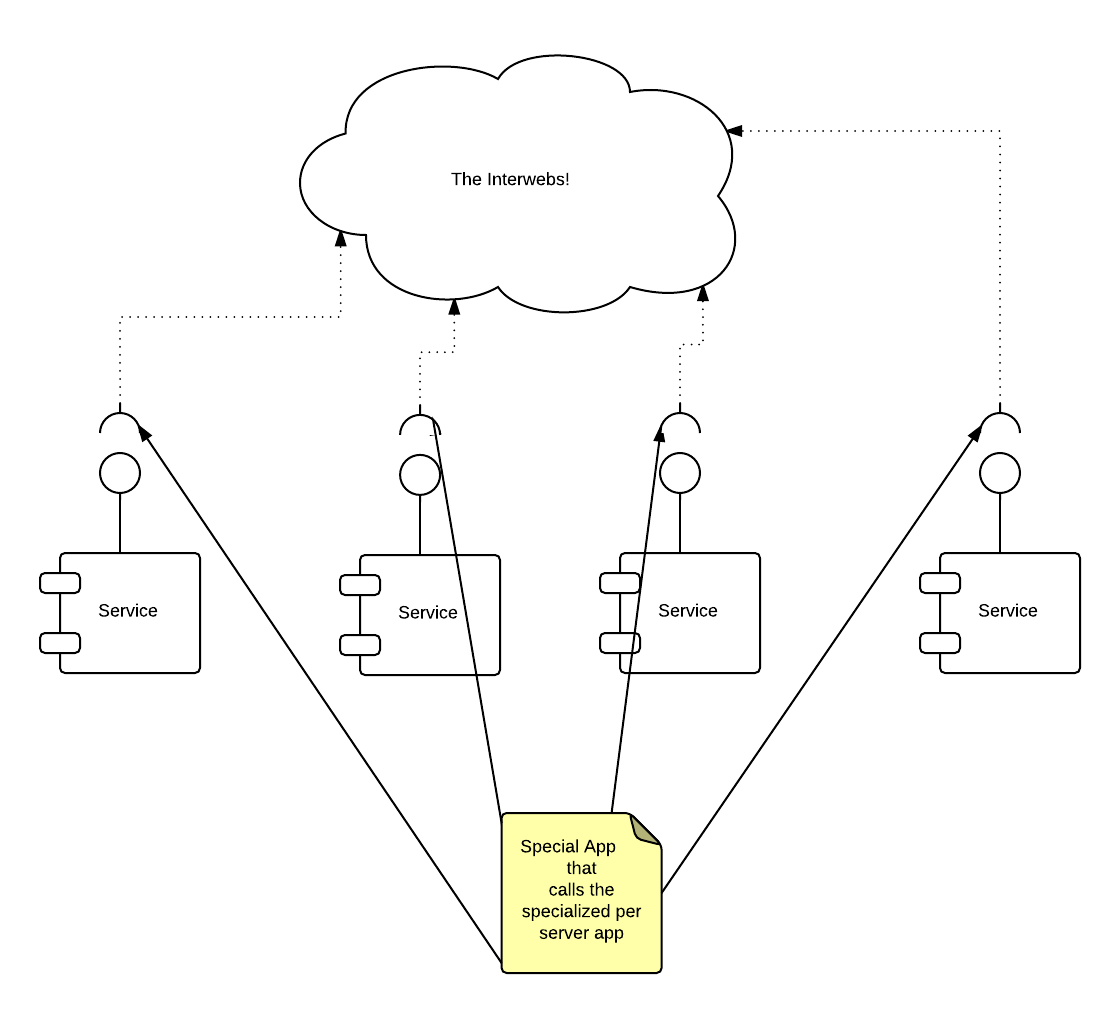 The Interwebs!
Service
Service
Service
Service
Special App
that
calls the
specialized per
server app